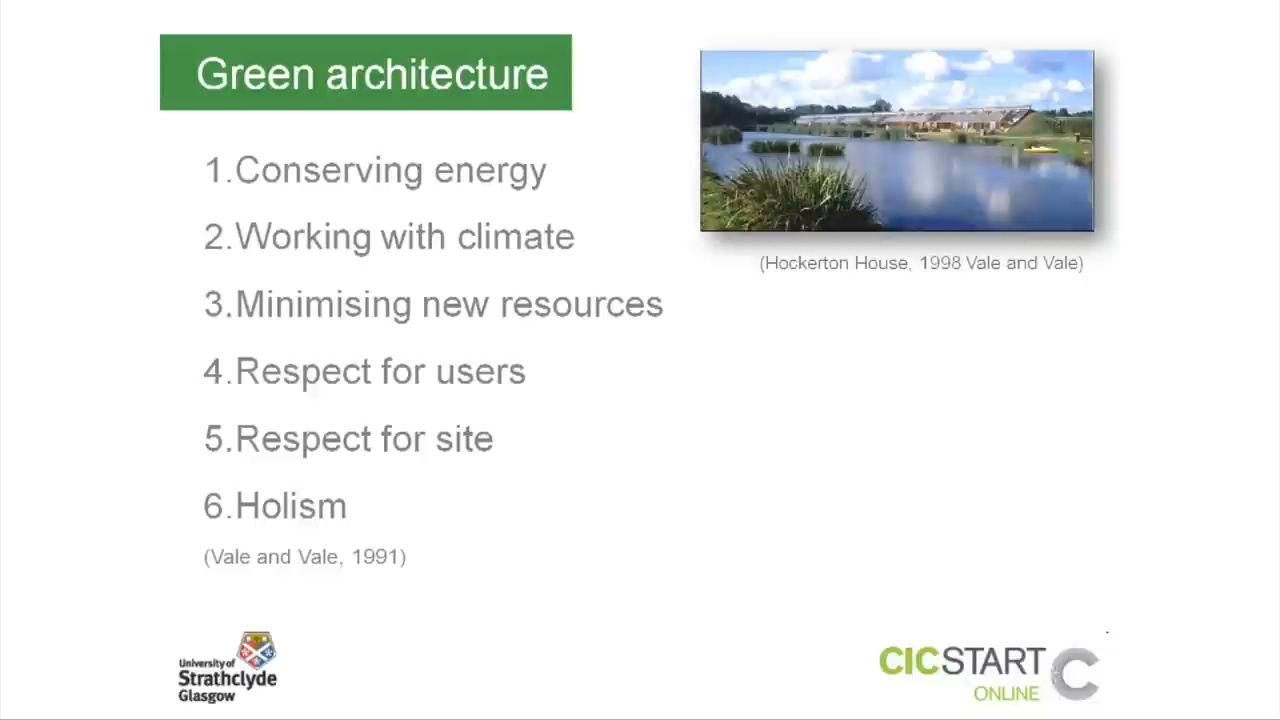 Green architecture
1.Conserving energy
2.Working with climate
3.Minimising new resources
4.Respect for users
5.Respect for site
6.Holism
(Vale and Vale, 1991)
(Hockerton House, 1998 Vale and Vale)
University of
Strathclyde
Glasgow
CICSTART
ONLINE